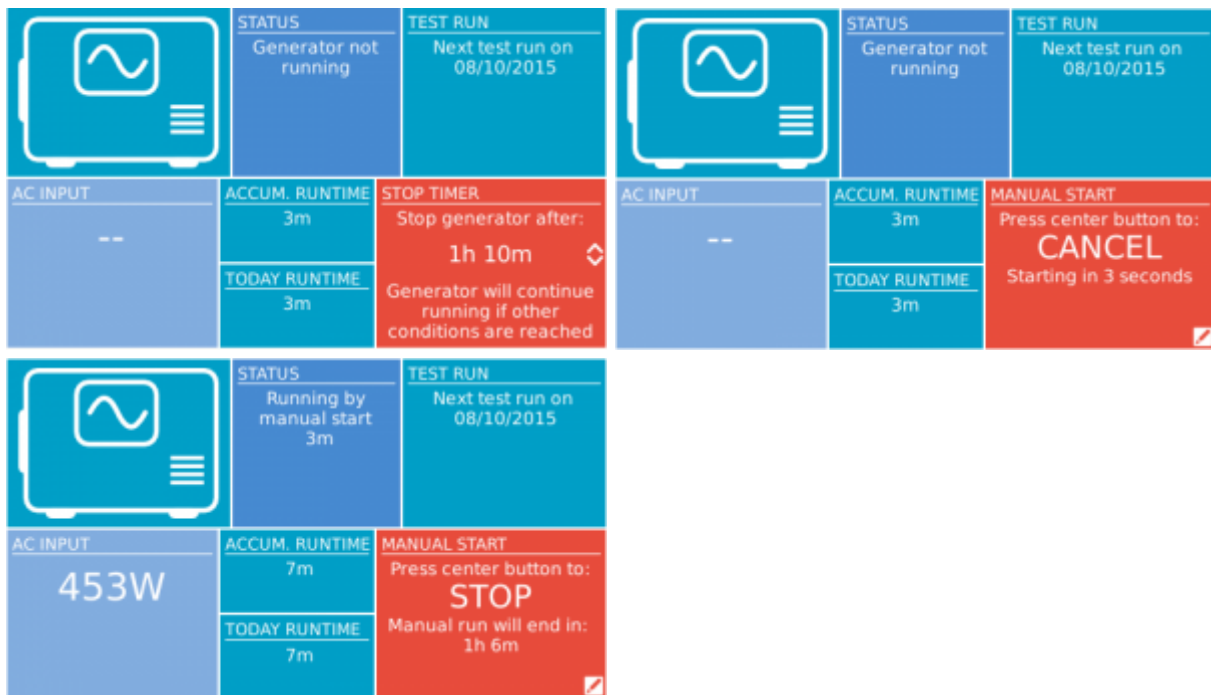 STATUS
Generator not
running
TEST RUN
Next test run on
08/10/2015
AC INPUT
--
ACCUM. RUNTIME
3m
TODAY RUNTIME
3m
STOP TIMER
Stop generator after:
1h 10m
Generator will continue
running if other
conditions are reached
STATUS
Generator not
running
TEST RUN
Next test run on
08/10/2015
AC INPUT
--
ACCUM. RUNTIME
3m
TODAY RUNTIME
3m
MANUAL START
Press center button to:
CANCEL
Starting in 3 seconds
STATUS
Running by
manual start
3m
TEST RUN
Next test run on
08/10/2015
AC INPUT
453W
ACCUM. RUNTIME
7m
TODAY RUNTIME
7m
MANUAL START
Press center button to:
STOP
Manual run will end in:
1h 6m